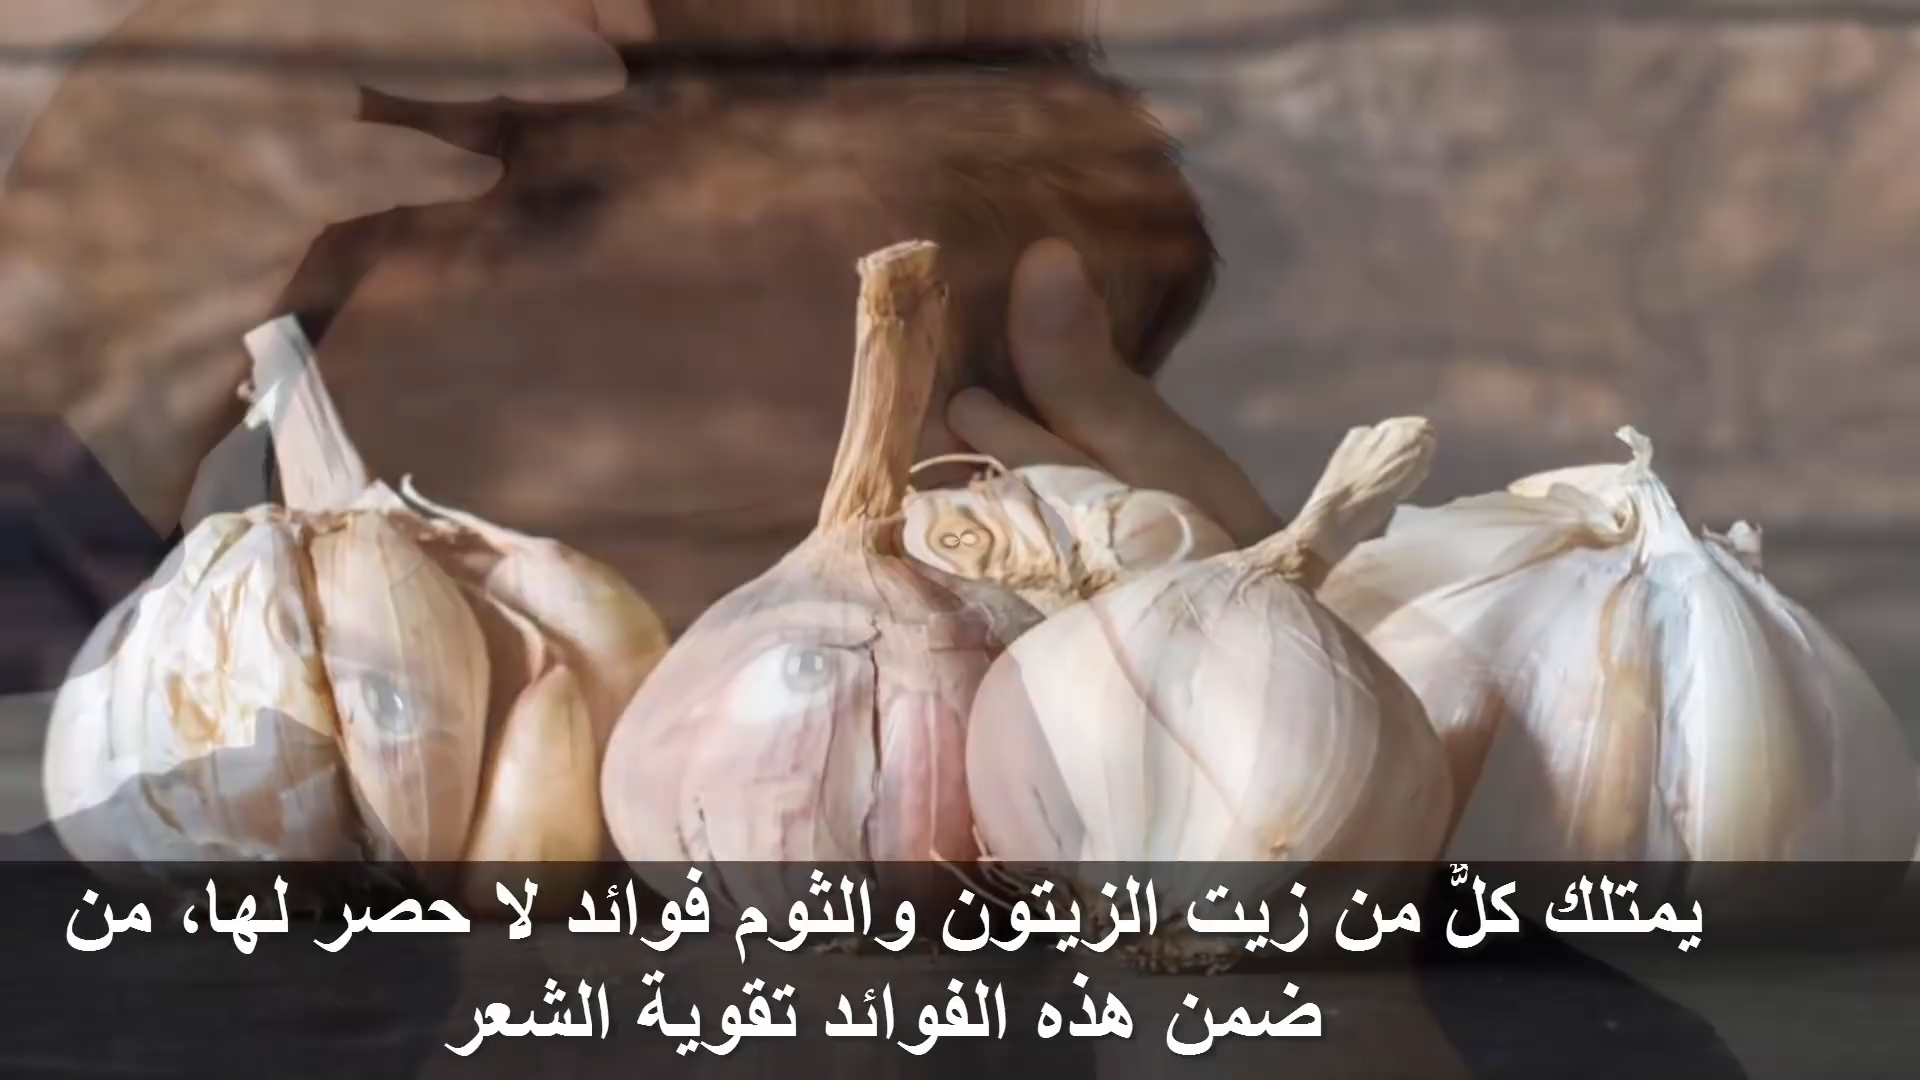 يمتلك كلٌّ من زيت الزيتون والثوم فوائد لا حصر لها، من
ضمن هذه الفوائد تقوية الشعر